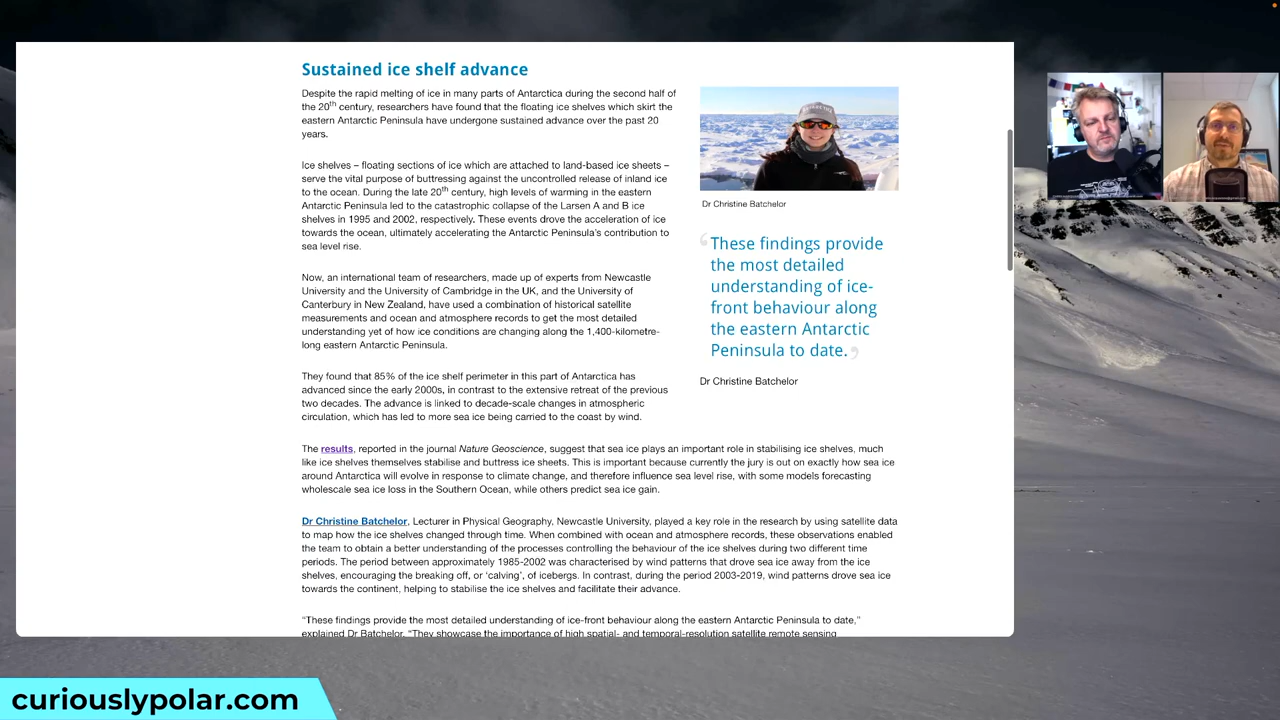 Sustained ice shelf advance
Despite the rapid melting of ice in many parts of Antarctica during the second half of
the 20th century, researchers have found that the floating ice shelves which skirt the
eastern Antarctic Peninsula have undergone sustained advance over the past 20
years.
Ice shelves – floating sections of ice which are attached to land-based ice sheets –
serve the vital purpose of buttressing against the uncontrolled release of inland ice
to the ocean. During the late 20th century, high levels of warming in the eastern
Antarctic Peninsula led to the catastrophic collapse of the Larsen A and B ice
shelves in 1995 and 2002, respectively. These events drove the acceleration of ice
towards the ocean, ultimately accelerating the Antarctic Peninsula's contribution to
sea level rise.
Now, an international team of researchers, made up of experts from Newcastle
University and the University of Cambridge in the UK, and the University of
Canterbury in New Zealand, have used a combination of historical satellite
measurements and ocean and atmosphere records to get the most detailed
understanding yet of how ice conditions are changing along the 1,400-kilometre-
long eastern Antarctic Peninsula.
They found that 85% of the ice shelf perimeter in this part of Antarctica has
advanced since the early 2000s, in contrast to the extensive retreat of the previous
two decades. The advance is linked to decade-scale changes in atmospheric
circulation, which has led to more sea ice being carried to the coast by wind.
Dr Christine Batchelor
‘These findings provide
the most detailed
understanding of ice-
front behaviour along
the eastern Antarctic
Peninsula to date.’
Dr Christine Batchelor
The results, reported in the journal Nature Geoscience, suggest that sea ice plays an important role in stabilising ice shelves, much
like ice shelves themselves stabilise and buttress ice sheets. This is important because currently the jury is out on exactly how sea ice
around Antarctica will evolve in response to climate change, and therefore influence sea level rise, with some models forecasting
wholescale sea ice loss in the Southern Ocean, while others predict sea ice gain.
Dr Christine Batchelor, Lecturer in Physical Geography, Newcastle University, played a key role in the research by using satellite data
to map how the ice shelves changed through time. When combined with ocean and atmosphere records, these observations enabled
the team to obtain a better understanding of the processes controlling the behaviour of the ice shelves during two different time
periods. The period between approximately 1985-2002 was characterised by wind patterns that drove sea ice away from the ice
shelves, encouraging the breaking off, or 'calving', of icebergs. In contrast, during the period 2003-2019, wind patterns drove sea ice
towards the continent, helping to stabilise the ice shelves and facilitate their advance.
"These findings provide the most detailed understanding of ice-front behaviour along the eastern Antarctic Peninsula to date,"
explained Dr Batchelor. "They showcase the importance of high spatial- and temporal-resolution satellite remote sensing
curiouslypolar.com